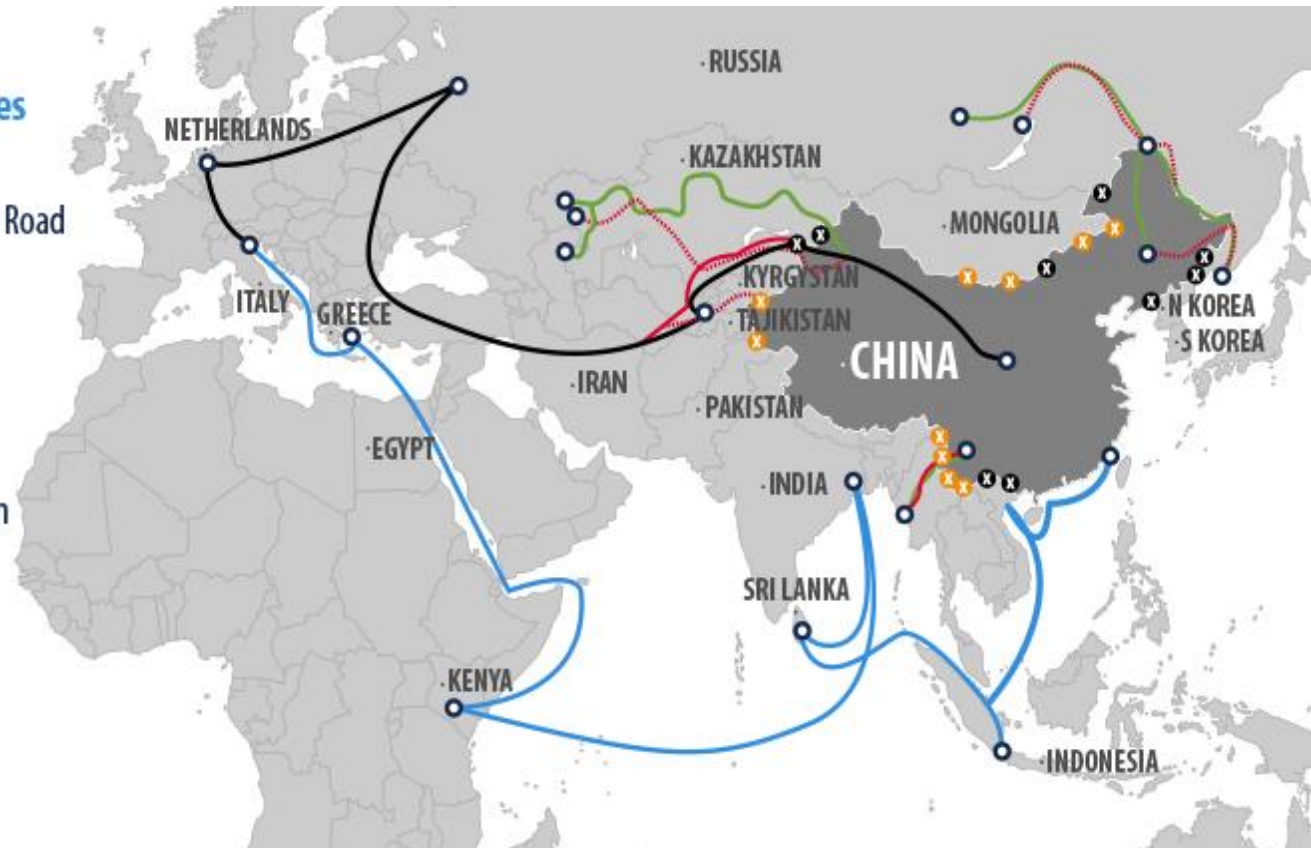 es
Road
n
RUSSIA
NETHERLANDS
KAZAKHSTAN
MONGOLIA
KYRGYSTAN
ITALY
GREECE
TAJIKISTAN
N KOREA
S KOREA
CHINA
IRAN
PAKISTAN
EGYPT
INDIA
SRI LANKA
KENYA
INDONESIA